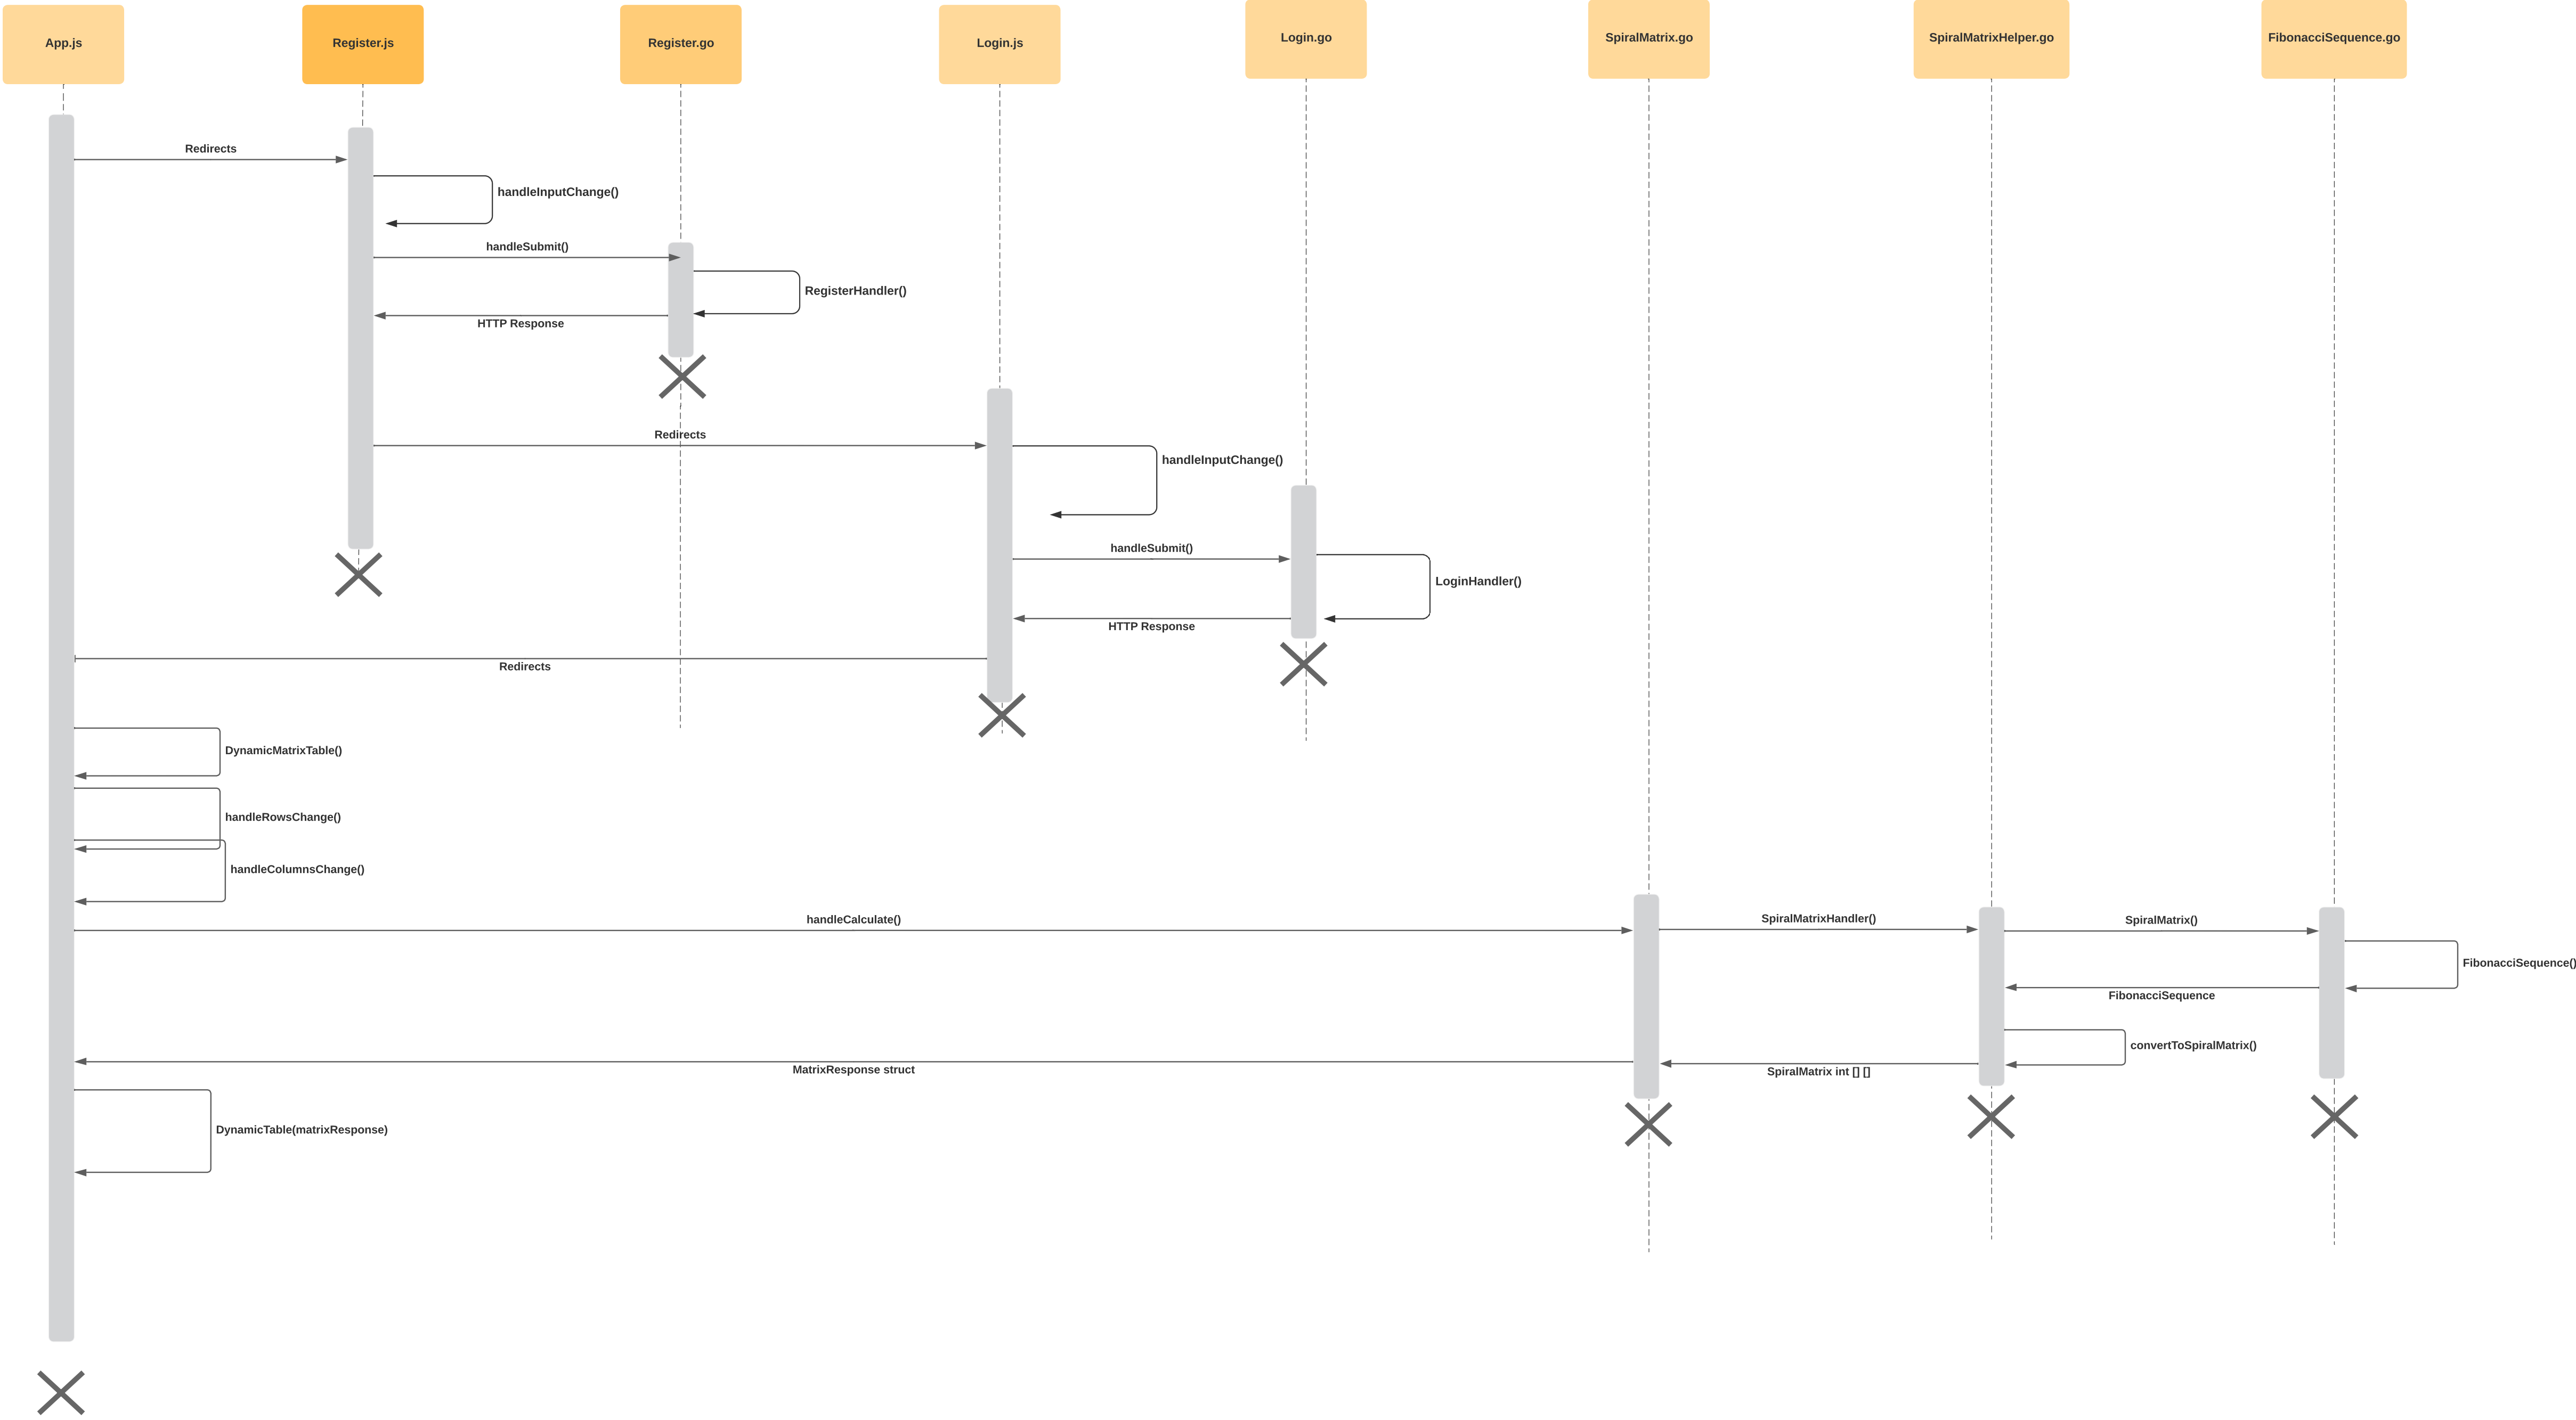 App.js
Register.js
Register.go
Login.js
Login.go
SpiralMatrix.go
SpiralMatrixHelper.go
FibonacciSequence.go
Redirects
handleInputChange()
handleSubmit()
RegisterHandler()
HTTP Response
Redirects
handleInputChange()
handleSubmit()
LoginHandler()
HTTP Response
Redirects
DynamicMatrixTable()
handleRowsChange()
handleColumnsChange()
handleCalculate()
SpiralMatrixHandler()
SpiralMatrix()
FibonacciSequence()
FibonacciSequence
convertToSpiralMatrix()
SpiralMatrix int [] []
MatrixResponse struct
DynamicTable(matrixResponse)